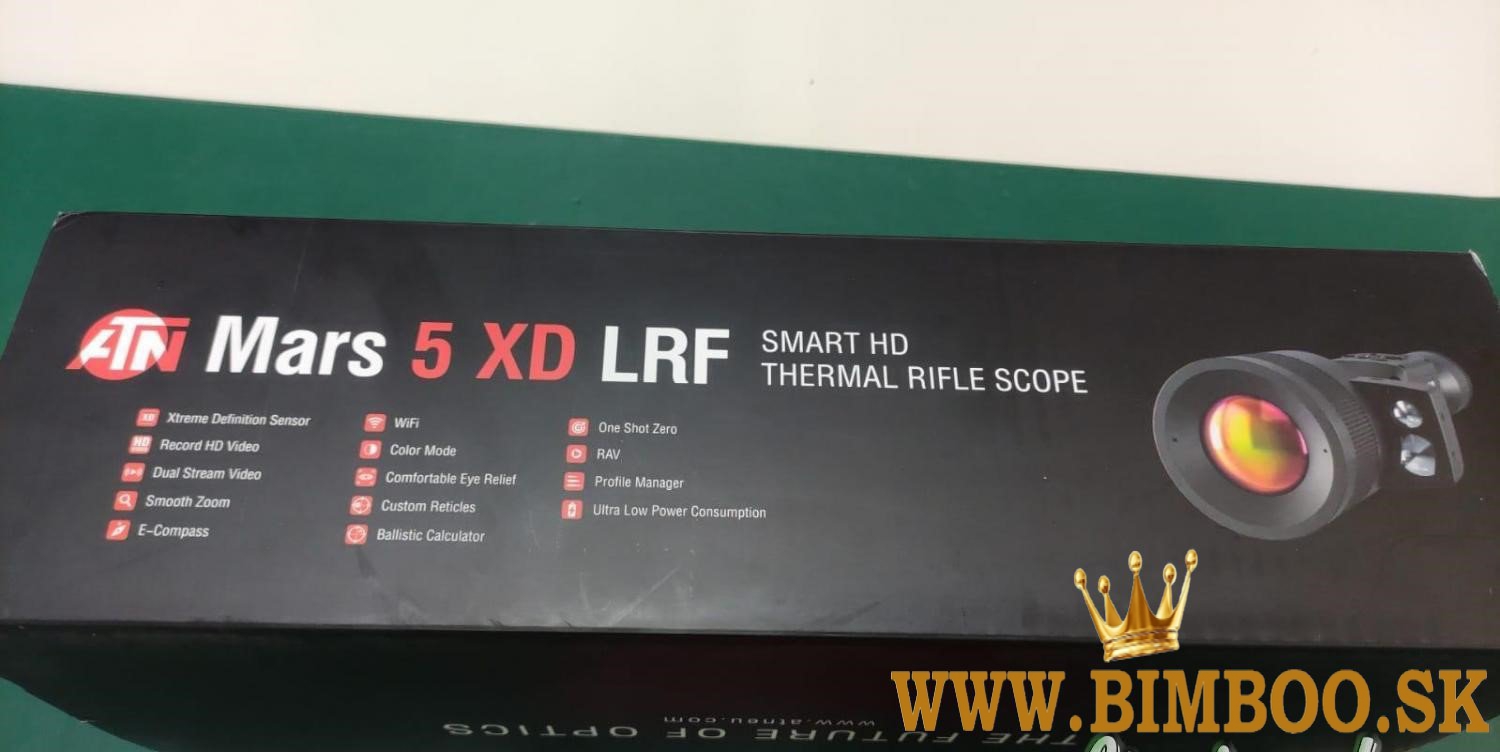 ATN Mars 5 XD LRF
SMART HD
THERMAL RIFLE SCOPE
XD Xtreme Definition Sensor
HD Record HD Video
Dual Stream Video
Smooth Zoom
E-Compass
WiFi
Color Mode
Comfortable Eye Relief
Custom Reticles
Ballistic Calculator
One Shot Zero
RAV
Profile Manager
Ultra Low Power Consumption
www.atneu.com
THE FUTURE OF OPTICS
WWW.BIMBOO.SK